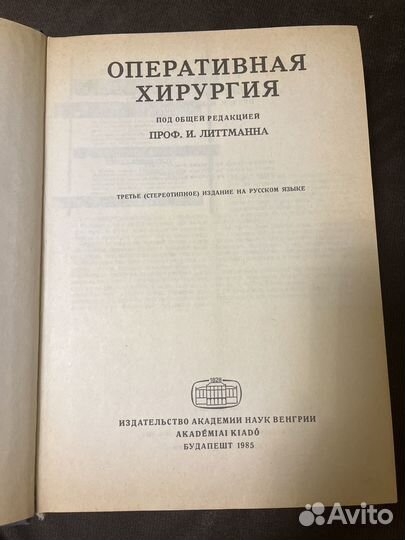 ОПЕРАТИВНАЯ
ХИРУРГИЯ
ПОД ОБЩЕЙ РЕДАКЦИЕЙ
ПРОФ. И. ЛИТТМАННА
ТРЕТЬЕ (СТЕРЕОТИПНОЕ) ИЗДАНИЕ НА РУССКОМ ЯЗЫКЕ
1828
ИЗДАТЕЛЬСТВО АКАДЕМИИ НАУК ВЕНГРИИ
AKADÉMIAI KIADÓ
БУДАПЕШТ 1985
Avito